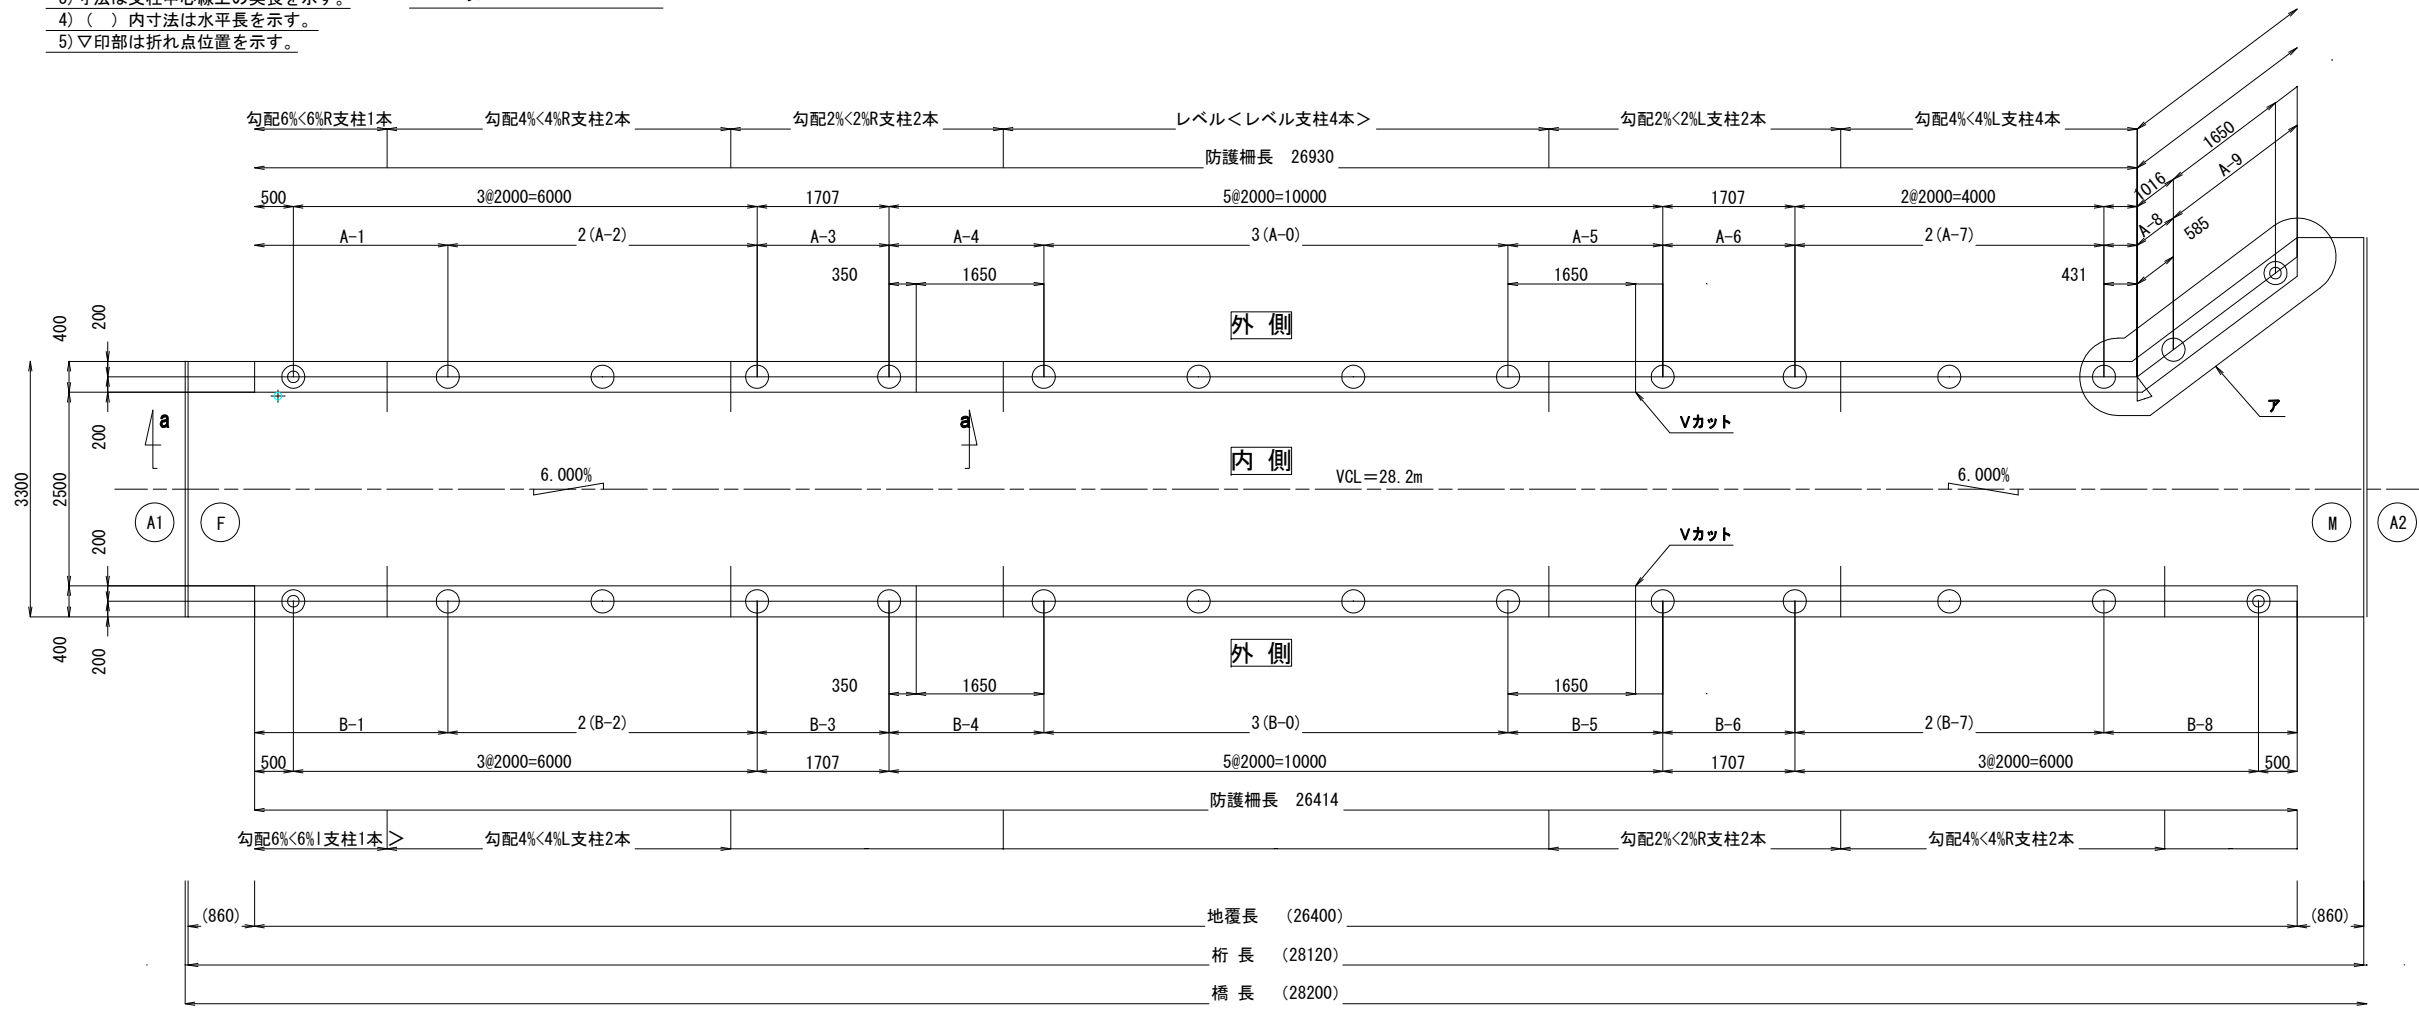 4) (　) 内寸法は水平長を示す。
5)▽印部は折れ点位置を示す。
勾配6%<6%R支柱1本
勾配4%<4%R支柱2本
勾配2%<2%R支柱2本
レベル<レベル支柱4本>
勾配2%<2%L支柱2本
勾配4%<4%L支柱4本
防護柵長 26930
500
3@2000=6000
1707
5@2000=10000
1707
2@2000=4000
1016
1650
A-1
2(A-2)
A-3
A-4
3(A-0)
A-5
A-6
2(A-7)
A-8
A-9
585
350
1650
1650
431
400
200
外 側
ア
a
a
Vカット
200
3300
2500
内 側
6.000%
VCL=28.2m
6.000%
A1
F
M
A2
200
Vカット
400
200
外 側
350
1650
1650
B-1
2(B-2)
B-3
B-4
3(B-0)
B-5
B-6
2(B-7)
B-8
500
3@2000=6000
1707
5@2000=10000
1707
3@2000=6000
500
防護柵長 26414
勾配6%<6%l支柱1本>
勾配4%<4%L支柱2本
勾配2%<2%R支柱2本
勾配4%<4%R支柱2本
(860)
地覆長 (26400)
(860)
桁 長 (28120)
橋 長 (28200)